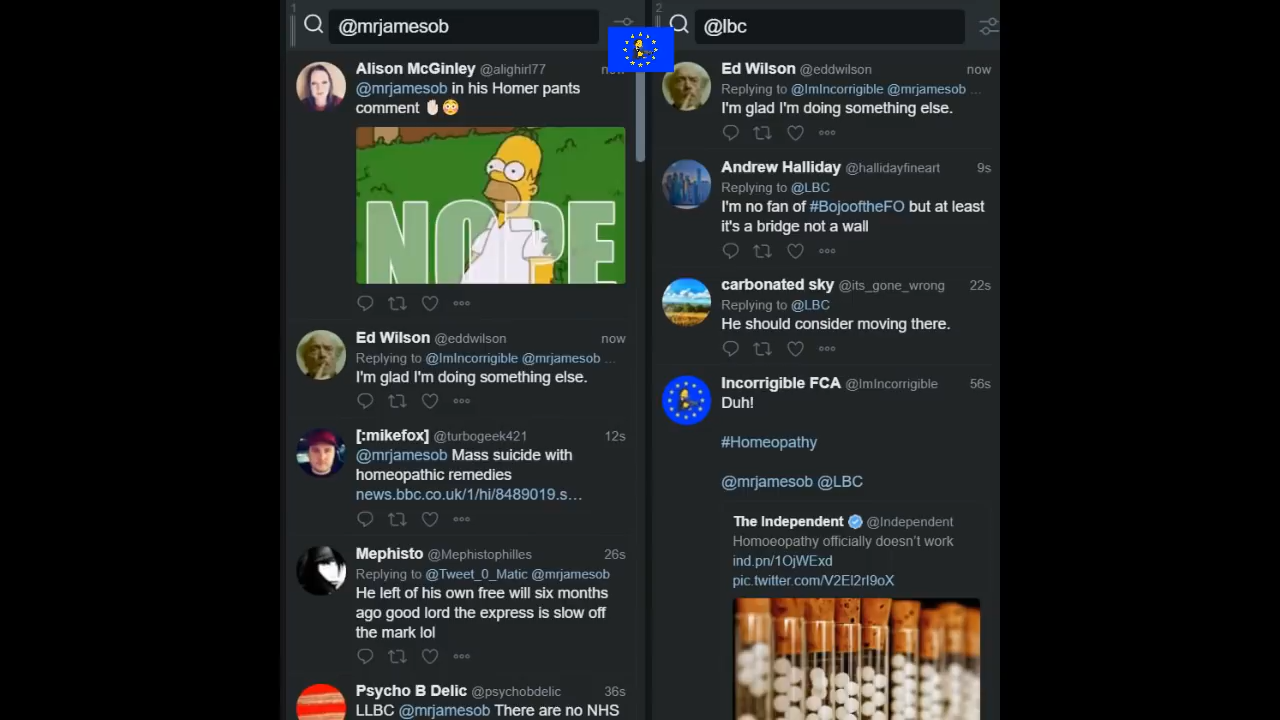 1
@mrjamesob
Alison McGinley @alighirl77
@mrjamesob in his Homer pants
comment ✋🏻😳
NOPE
Ed Wilson @eddwilson now
Replying to @ImIncorrigible @mrjamesob ...
I'm glad I'm doing something else.
[:mikefox] @turbogeek421 12s
@mrjamesob Mass suicide with
homeopathic remedies
news.bbc.co.uk/1/hi/8489019.s…
Mephisto @Mephistophilles 26s
Replying to @Tweet_0_Matic @mrjamesob
He left of his own free will six months
ago good lord the express is slow off
the mark lol
Psycho B Delic @psychobdelic 36s
LLBC @mrjamesob There are no NHS
2
@lbc
Ed Wilson @eddwilson now
Replying to @ImIncorrigible @mrjamesob ...
I'm glad I'm doing something else.
Andrew Halliday @hallidayfineart 9s
Replying to @LBC
I'm no fan of #BojooftheFO but at least
it's a bridge not a wall
carbonated sky @its_gone_wrong 22s
Replying to @LBC
He should consider moving there.
Incorrigible FCA @ImIncorrigible 56s
Duh!
#Homeopathy
@mrjamesob @LBC
The Independent @Independent
Homoeopathy officially doesn't work
ind.pn/1OjWExd
pic.twitter.com/V2El2rI9oX